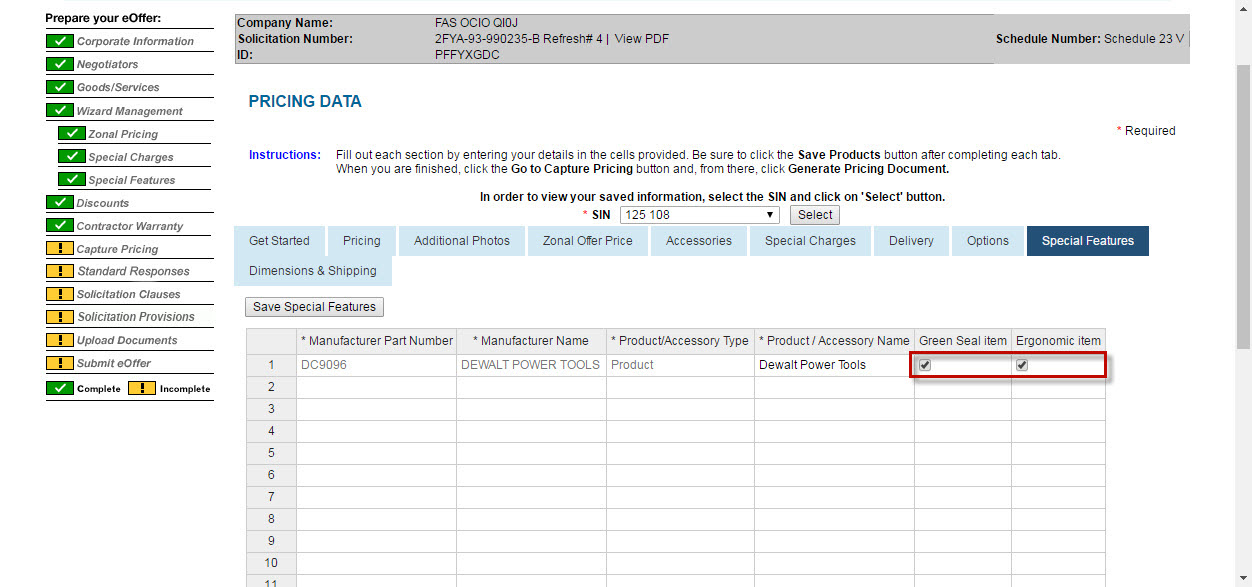 Prepare your eOffer:
Corporate Information
Negotiators
Goods/Services
Wizard Management
Zonal Pricing
Special Charges
Special Features
Discounts
Contractor Warranty
Capture Pricing
Standard Responses
Solicitation Clauses
Solicitation Provisions
Upload Documents
Submit eOffer
Complete Incomplete
Company Name: FAS OCIO QI0J
Solicitation Number: 2FYA-93-990235-B Refresh# 4 | View PDF Schedule Number: Schedule 23 V
ID: PFFYXGDC
PRICING DATA
* Required
Instructions: Fill out each section by entering your details in the cells provided. Be sure to click the Save Products button after completing each tab.
When you are finished, click the Go to Capture Pricing button and, from there, click Generate Pricing Document.
In order to view your saved information, select the SIN and click on 'Select' button.
* SIN 125 108 Select
Get Started Pricing Additional Photos Zonal Offer Price Accessories Special Charges Delivery Options Special Features
Dimensions & Shipping
Save Special Features
* Manufacturer Part Number * Manufacturer Name * Product/Accessory Type * Product / Accessory Name Green Seal item Ergonomic item
1 DC9096 DEWALT POWER TOOLS Product Dewalt Power Tools
2
3
4
5
6
7
8
9
10
11